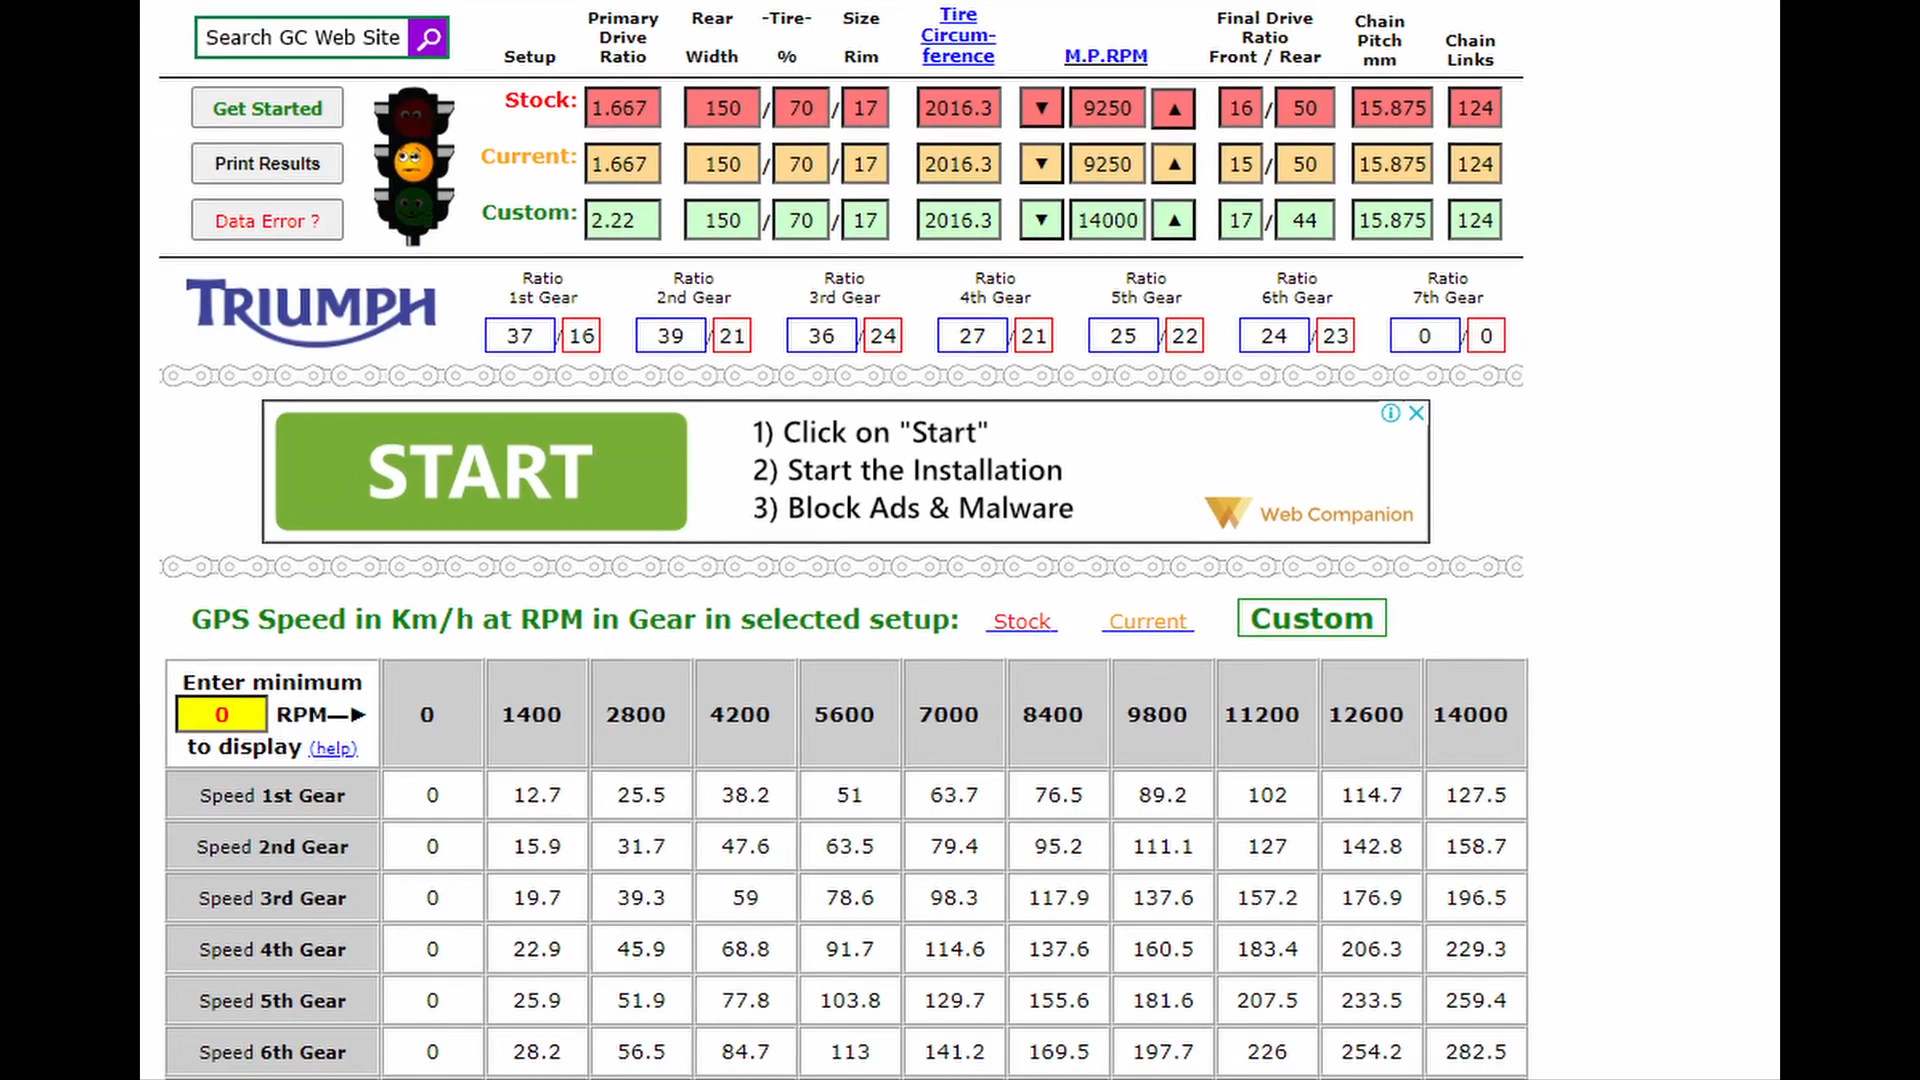 Search GC Web Site
Setup Primary Drive Ratio Rear Width -Tire- % Size Rim Tire Circum- ference M.P.RPM Final Drive Ratio Front / Rear Chain Pitch mm Chain Links
Get Started
Stock: 1.667 150 / 70 / 17 2016.3 ▼ 9250 ▲ 16 / 50 15.875 124
Print Results
Current: 1.667 150 / 70 / 17 2016.3 ▼ 9250 ▲ 15 / 50 15.875 124
Data Error ?
Custom: 2.22 150 / 70 / 17 2016.3 ▼ 14000 ▲ 17 / 44 15.875 124
TRIUMPH
Ratio Ratio Ratio Ratio Ratio Ratio Ratio
1st Gear 2nd Gear 3rd Gear 4th Gear 5th Gear 6th Gear 7th Gear
37 / 16 39 / 21 36 / 24 27 / 21 25 / 22 24 / 23 0 / 0
START
1) Click on "Start"
2) Start the Installation
3) Block Ads & Malware
Web Companion
GPS Speed in Km/h at RPM in Gear in selected setup: Stock Current Custom
Enter minimum
0 RPM—►
to display (help)
0 1400 2800 4200 5600 7000 8400 9800 11200 12600 14000
Speed 1st Gear 0 12.7 25.5 38.2 51 63.7 76.5 89.2 102 114.7 127.5
Speed 2nd Gear 0 15.9 31.7 47.6 63.5 79.4 95.2 111.1 127 142.8 158.7
Speed 3rd Gear 0 19.7 39.3 59 78.6 98.3 117.9 137.6 157.2 176.9 196.5
Speed 4th Gear 0 22.9 45.9 68.8 91.7 114.6 137.6 160.5 183.4 206.3 229.3
Speed 5th Gear 0 25.9 51.9 77.8 103.8 129.7 155.6 181.6 207.5 233.5 259.4
Speed 6th Gear 0 28.2 56.5 84.7 113 141.2 169.5 197.7 226 254.2 282.5